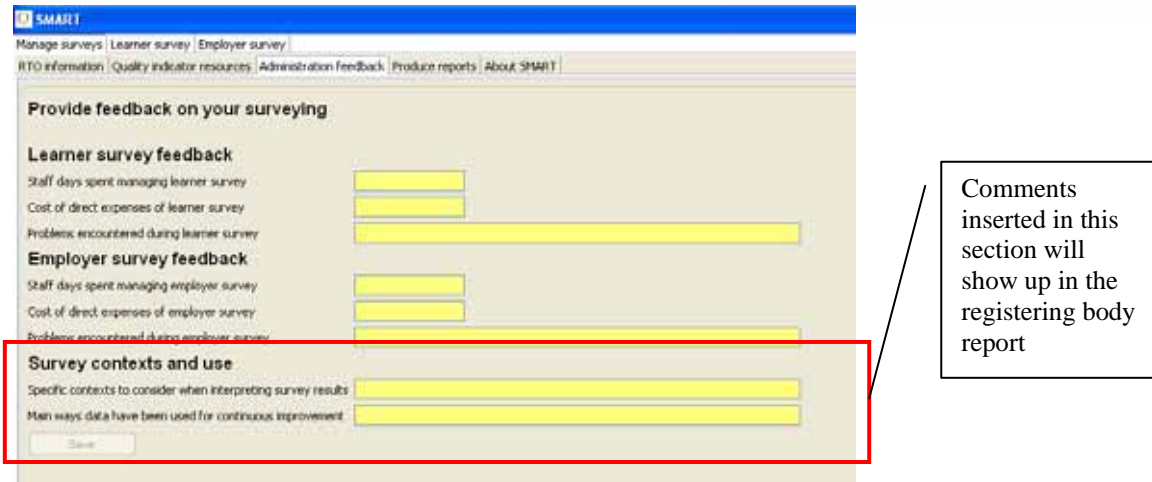 SMART
Manage surveys Learner survey Employer survey
RTO information Quality indicator resources Administration feedback Produce reports About SMART
Provide feedback on your surveying
Learner survey feedback
Staff days spent managing learner survey
Cost of direct expenses of learner survey
Problems encountered during learner survey
Employer survey feedback
Staff days spent managing employer survey
Cost of direct expenses of employer survey
Problems encountered during employer survey
Survey contexts and use
Specific contexts to consider when interpreting survey results
Main ways data have been used for continuous improvement
Save
Comments
inserted in this
section will
show up in the
registering body
report